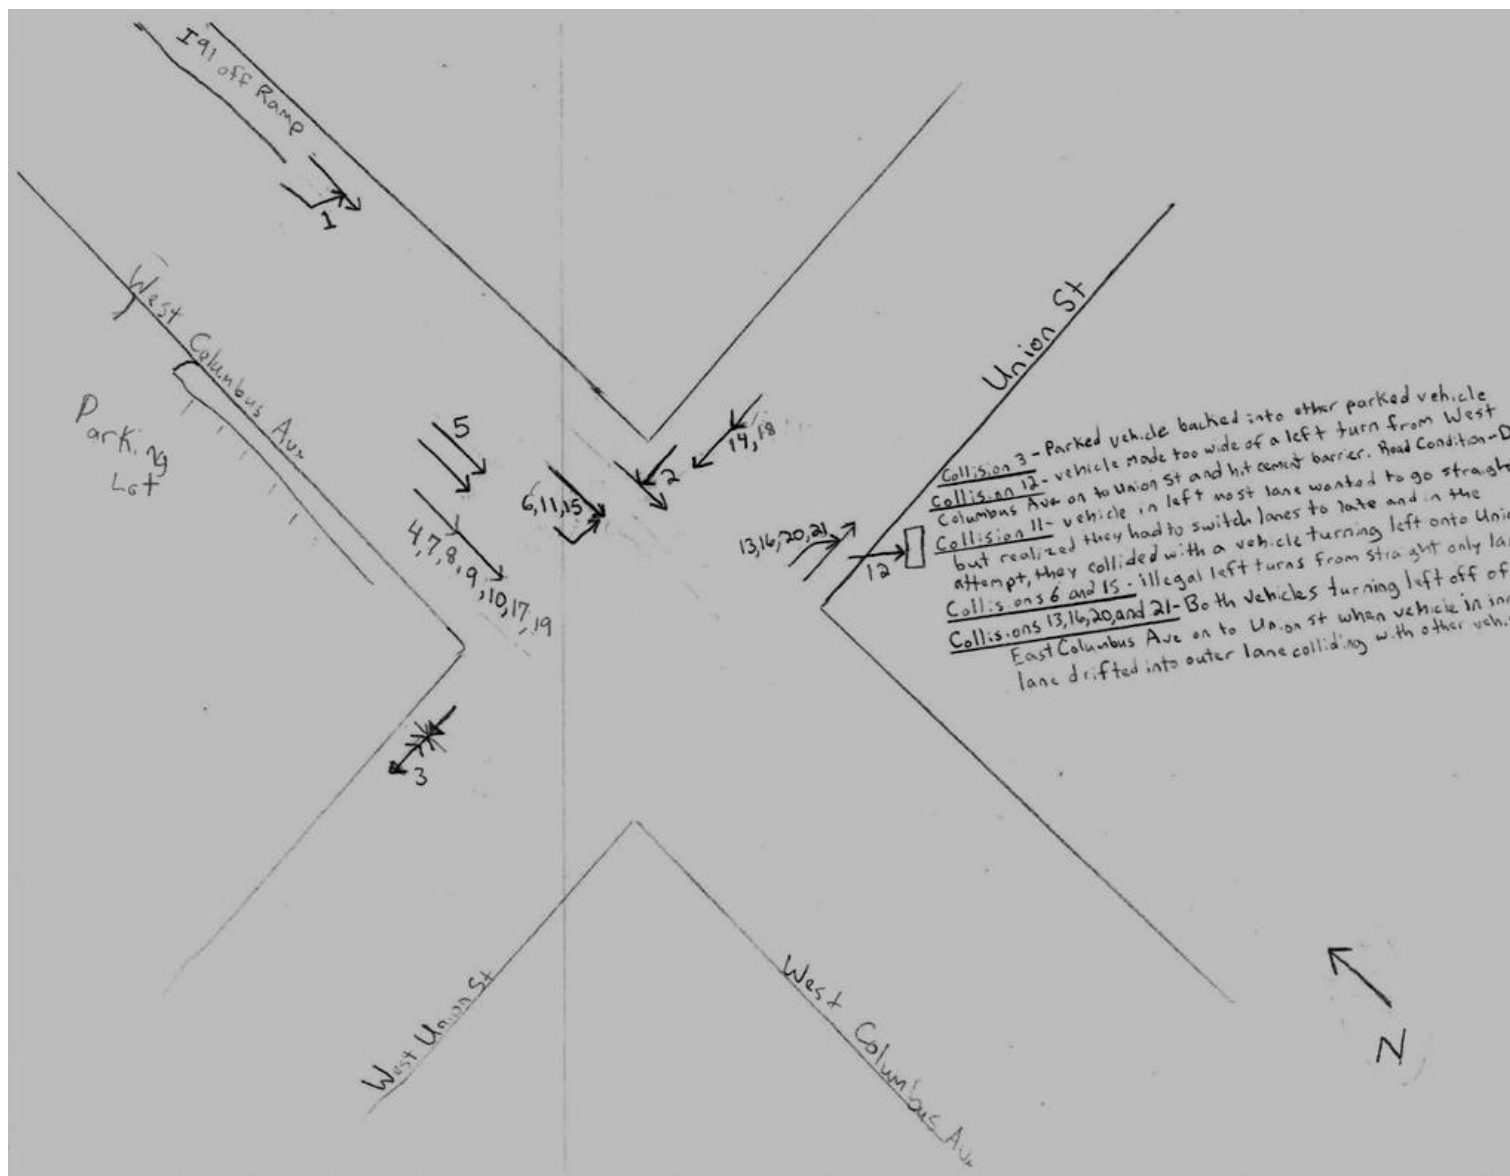 I91 off Ramp
1
West Columbus Ave
Parking
Lot
5
4,7,8,9,10,17,19
6,11,15
2
14,18
Union St
13,16,20,21
12
Collision 3 - Parked vehicle backed into other parked vehicle
Collision 12 - vehicle made too wide of a left turn from West
Columbus Ave on to Union St and hit cement barrier. Road Condition-D
Collision 11 - vehicle in left most lane wanted to go straigh
but realized they had to switch lanes to late and in the
attempt, they collided with a vehicle turning left onto Unio
Collisions 6 and 15 - illegal left turns from straight only la
Collisions 13,16,20,and 21 - Both vehicles turning left off of
East Columbus Ave on to Union St when vehicle in in
lane drifted into outer lane colliding with other veh
3
West Union St
West Columbus Ave
N